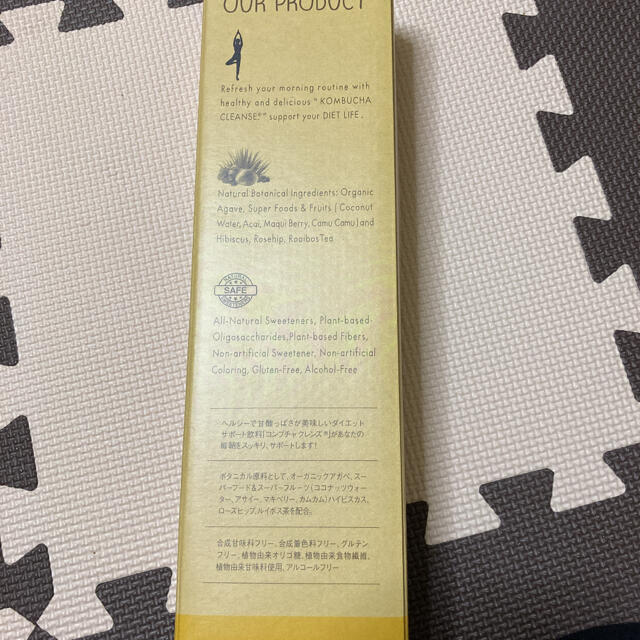 OUR PRODUCT
Refresh your morning routine with
healthy and delicious " KOMBUCHA
CLEANSE®" support your DIET LIFE .
Natural Botanical Ingredients: Organic
Agave, Super Foods & Fruits ( Coconut
Water, Acai, Maqui Berry, Camu Camu ) and
Hibiscus, Rosehip, Rooibos Tea
NATURAL
SAFE
SWEETENERS
All-Natural Sweeteners, Plant-based
Oligosaccharides,Plant-based Fibers,
Non-artificial Sweetener, Non-artificial
Coloring, Gluten-Free, Alcohol-Free
ヘルシーで甘酸っぱさが美味しいダイエット
サポート飲料「コンブチャクレンズ®」があなたの
毎朝をスッキリ、サポートします!
ボタニカル原料として、オーガニックアガベ、スー
パーフード&スーパーフルーツ(ココナッツウォー
ター、アサイー、マキベリー、カムカム)ハイビスカス、
ローズヒップ、ルイボス茶を配合。
合成甘味料フリー、合成着色料フリー、グルテン
フリー、植物由来オリゴ糖、植物由来食物繊維、
植物由来甘味料使用、アルコールフリー